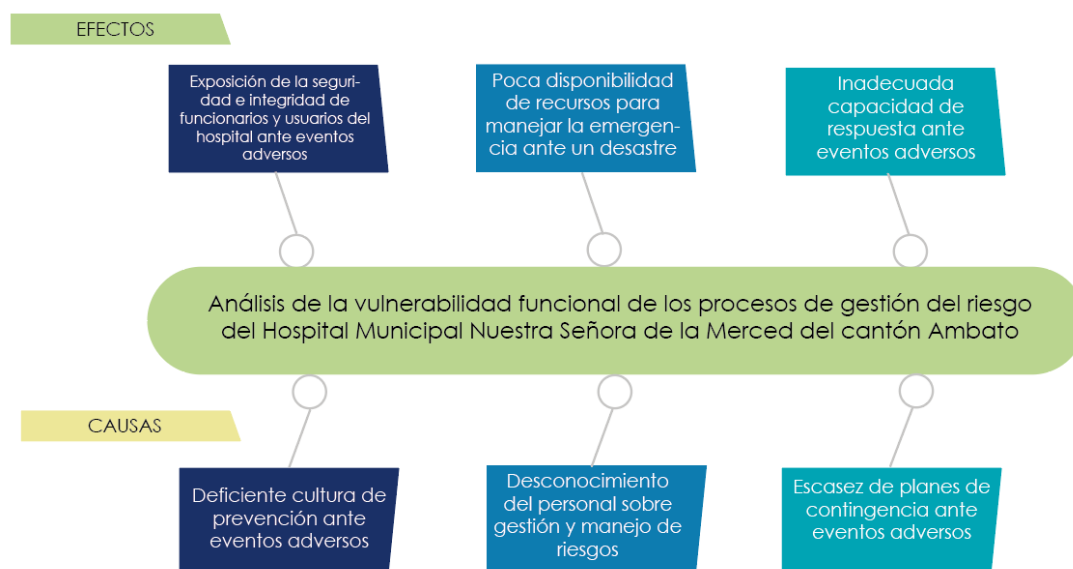 EFECTOS
Exposición de la seguri-
dad e integridad de
funcionarios y usuarios del
hospital ante eventos
adversos
Poca disponibilidad
de recursos para
manejar la emergen-
cia ante un desastre
Inadecuada
capacidad de
respuesta ante
eventos adversos
Análisis de la vulnerabilidad funcional de los procesos de gestión del riesgo
del Hospital Municipal Nuestra Señora de la Merced del cantón Ambato
CAUSAS
Deficiente cultura de
prevención ante
eventos adversos
Desconocimiento
del personal sobre
gestión y manejo de
riesgos
Escasez de planes de
contingencia ante
eventos adversos